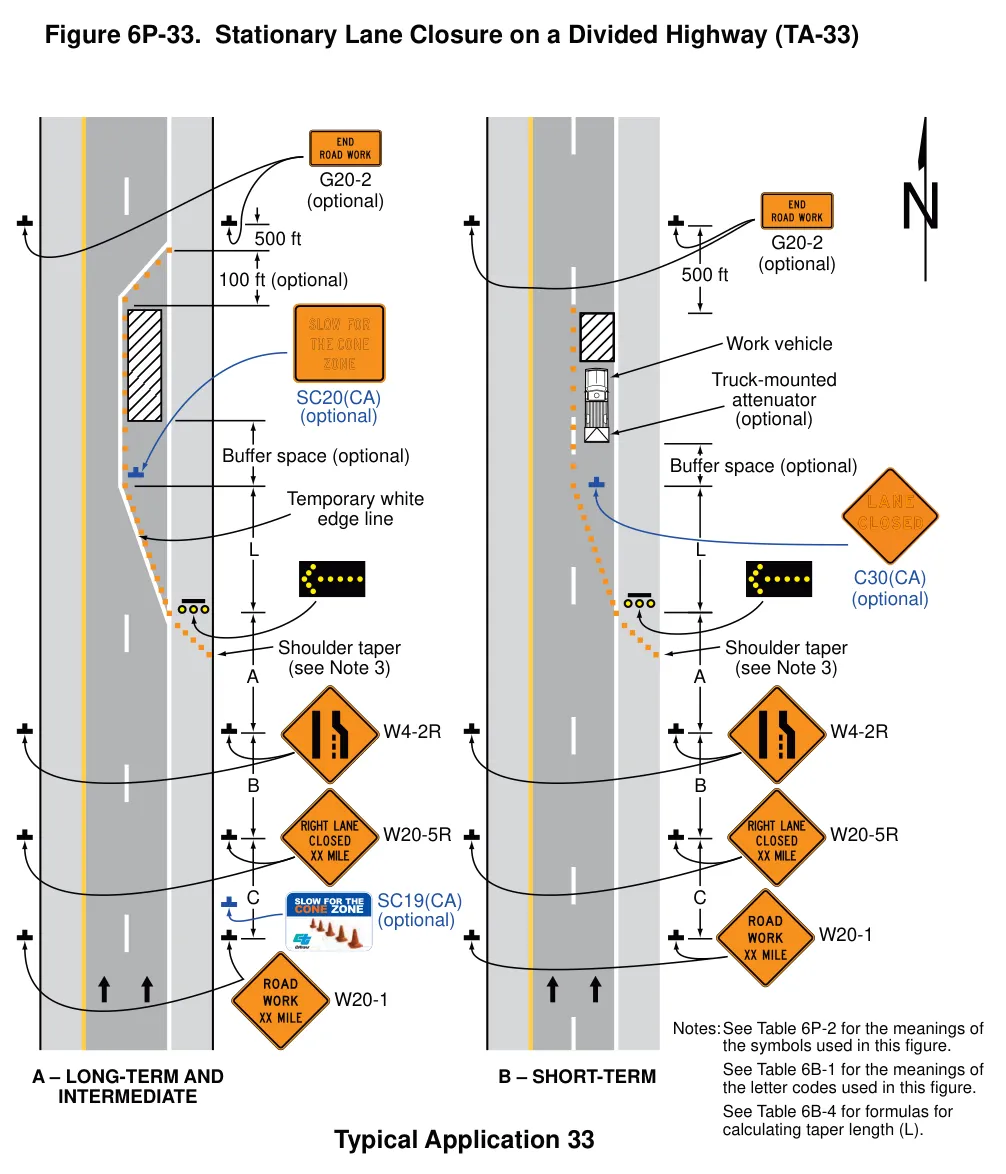 Figure 6P-33. Stationary Lane Closure on a Divided Highway (TA-33)
END
ROAD WORK
G20-2
(optional)
500 ft
100 ft (optional)
SLOW FOR
THE CONE
ZONE
SC20(CA)
(optional)
Buffer space (optional)
Temporary white
edge line
L
Shoulder taper
(see Note 3)
A
W4-2R
B
RIGHT LANE
CLOSED
XX MILE
W20-5R
C
SLOW FOR THE
CONE ZONE
SC19(CA)
(optional)
ROAD
WORK
XX MILE
W20-1
A – LONG-TERM AND
INTERMEDIATE
END
ROAD WORK
G20-2
(optional)
500 ft
Work vehicle
Truck-mounted
attenuator
(optional)
Buffer space (optional)
LANE
CLOSED
C30(CA)
(optional)
L
Shoulder taper
(see Note 3)
A
W4-2R
B
RIGHT LANE
CLOSED
XX MILE
W20-5R
C
ROAD
WORK
XX MILE
W20-1
B – SHORT-TERM
N
Notes: See Table 6P-2 for the meanings of
the symbols used in this figure.
See Table 6B-1 for the meanings of
the letter codes used in this figure.
See Table 6B-4 for formulas for
calculating taper length (L).
Typical Application 33